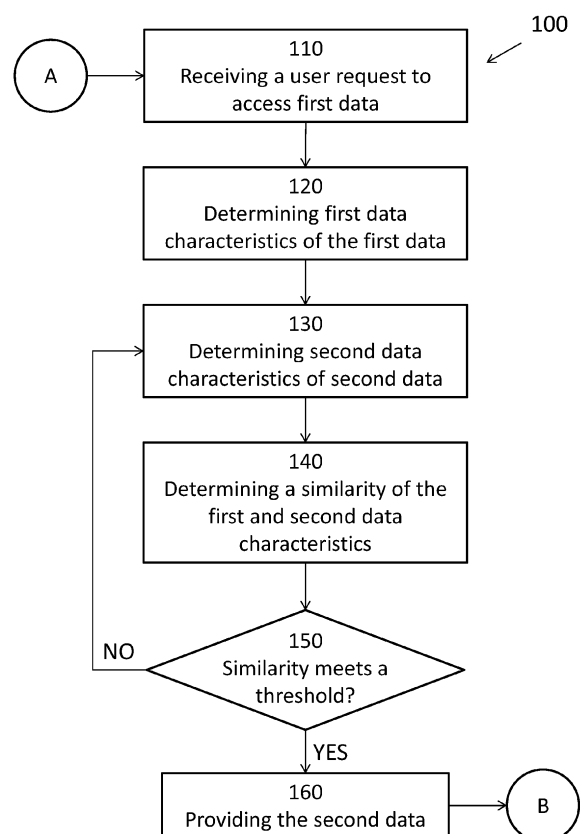 100
A
110
Receiving a user request to
access first data
120
Determining first data
characteristics of the first data
130
Determining second data
characteristics of second data
140
Determining a similarity of the
first and second data
characteristics
150
Similarity meets a
threshold?
NO
YES
160
Providing the second data
B